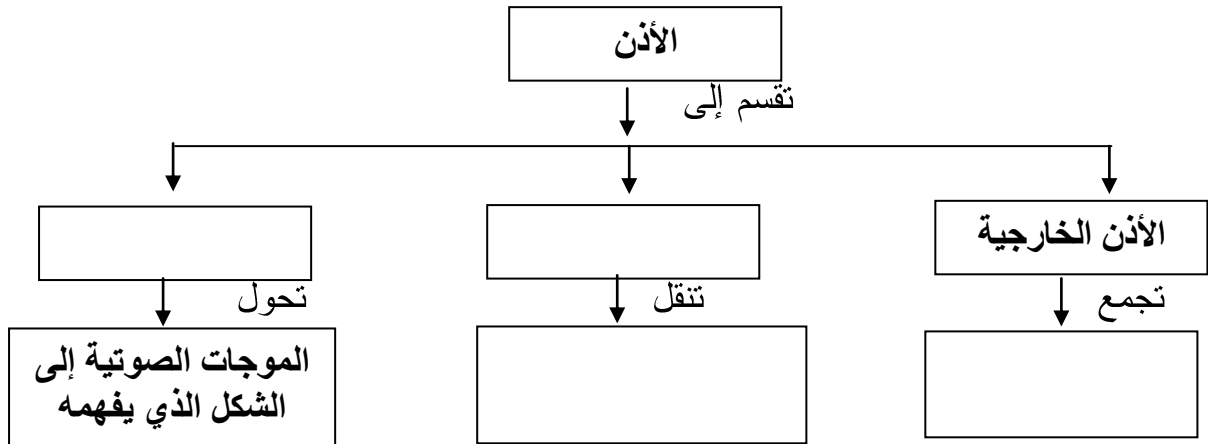 الأذن
تقسم إلى
الأذن الخارجية
تجمع
تنقل
تحول
الموجات الصوتية إلى
الشكل الذي يفهمه